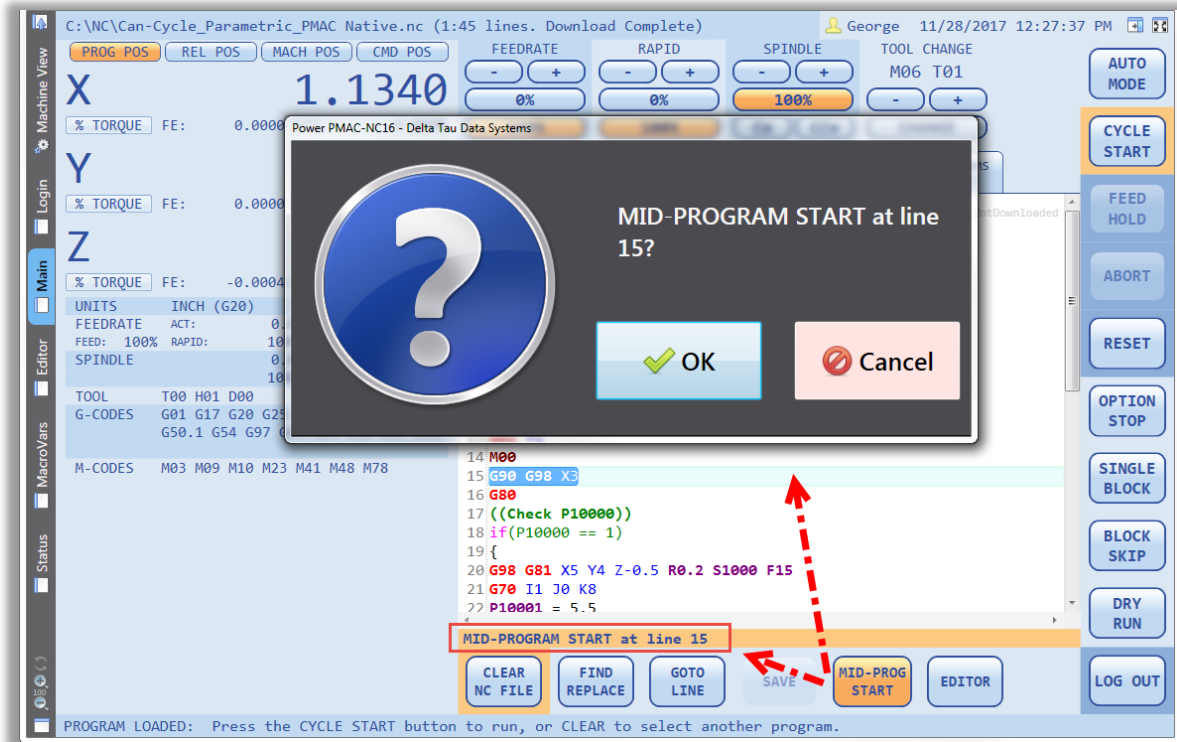 C:\NC\Can-Cycle_Parametric_PMAC Native.nc (1:45 lines. Download Complete)
George 11/28/2017 12:27:37 PM
Machine View
Login
Main
Editor
MacroVars
Status
100
PROG POS REL POS MACH POS CMD POS
X 1.1340
% TORQUE FE: 0.0000
Y
% TORQUE FE: 0.0000
Z
% TORQUE FE: -0.0004
UNITS INCH (G20)
FEEDRATE ACT: 0.
FEED: 100% RAPID: 10
SPINDLE 0.
10
TOOL T00 H01 D00
G-CODES G01 G17 G20 G25
G50.1 G54 G97
M-CODES M03 M09 M10 M23 M41 M48 M78
FEEDRATE RAPID SPINDLE TOOL CHANGE
M06 T01
- + - + - +
0% 0% 100% - +
Power PMAC-NC16 - Delta Tau Data Systems
MID-PROGRAM START at line
15?
OK Cancel
MS
otDownloaded
14 M00
15 G90 G98 X3
16 G80
17 ((Check P10000))
18 if(P10000 == 1)
19 {
20 G98 G81 X5 Y4 Z-0.5 R0.2 S1000 F15
21 G70 I1 J0 K8
22 P10001 = 5.5
MID-PROGRAM START at line 15
CLEAR
NC FILE
FIND
REPLACE
GOTO
LINE
SAVE
MID-PROG
START
EDITOR
AUTO
MODE
CYCLE
START
FEED
HOLD
ABORT
RESET
OPTION
STOP
SINGLE
BLOCK
BLOCK
SKIP
DRY
RUN
LOG OUT
PROGRAM LOADED: Press the CYCLE START button to run, or CLEAR to select another program.